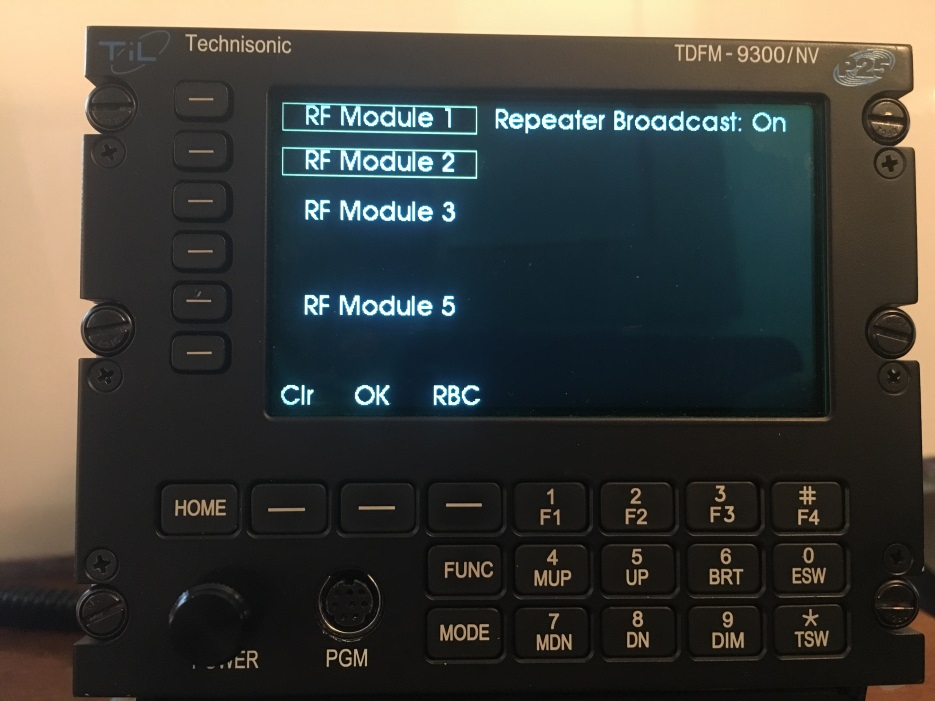 TiL Technisonic TDFM-9300/NV P25
RF Module 1 Repeater Broadcast: On
RF Module 2
RF Module 3
RF Module 5
Clr OK RBC
HOME 1 F1 2 F2 3 F3 # F4
FUNC 4 MUP 5 UP 6 BRT 0 ESW
MODE 7 MDN 8 DN 9 DIM * TSW
POWER PGM